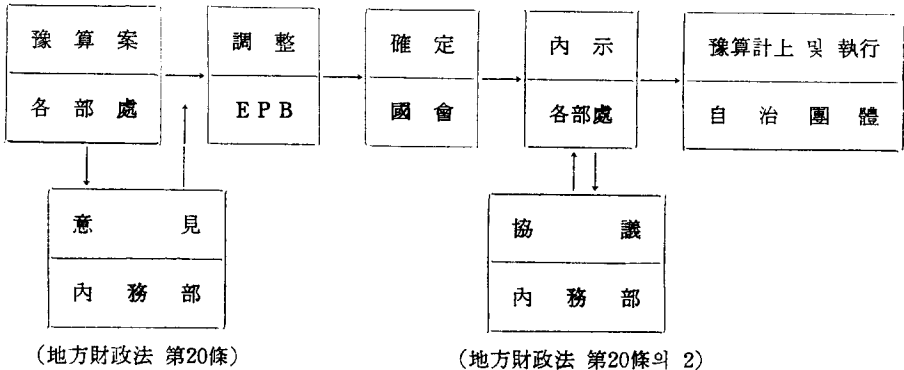 豫算案 調整 確定 內示 豫算計上 및 執行
各部處 EPB 國會 各部處 自治團體
意見 協議
內務部 內務部
(地方財政法 第20條) (地方財政法 第20條의 2)